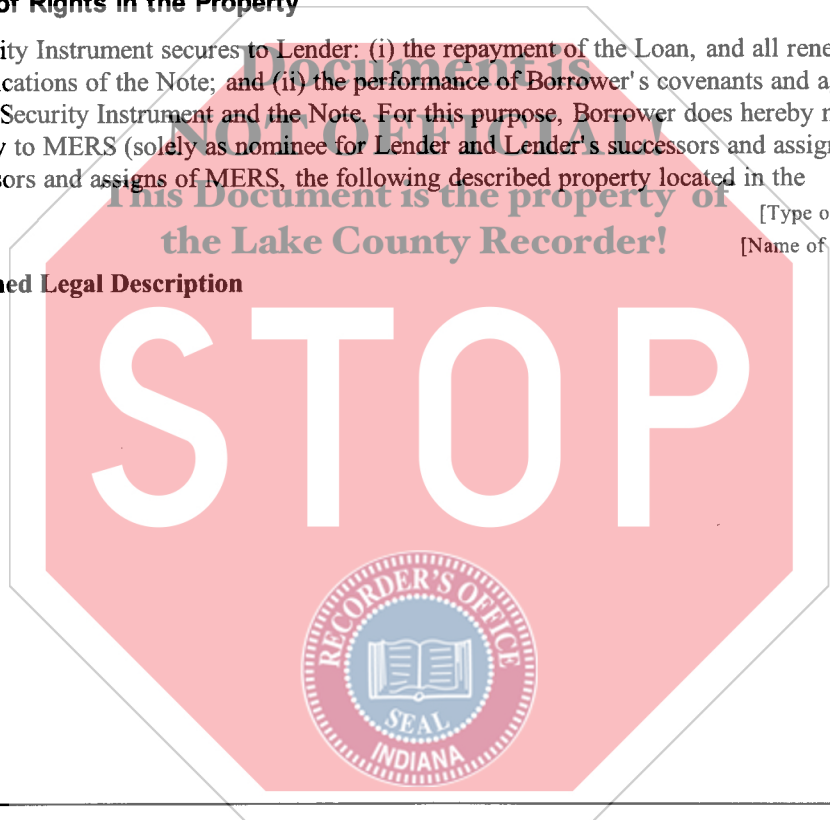 of Rights in the Property
ity Instrument secures to Lender: (i) the repayment of the Loan, and all rene
cations of the Note; and (ii) the performance of Borrower's covenants and a
Security Instrument and the Note. For this purpose, Borrower does hereby
to MERS (solely as nominee for Lender and Lender's successors and assign
sors and assigns of MERS, the following described property located in the
[Type o
[Name of
ned Legal Description
Document is
NOT OFFICIAL!
This Document is the property of
the Lake County Recorder!
STOP
RECORDER'S OFFICE
SEAL
INDIANA